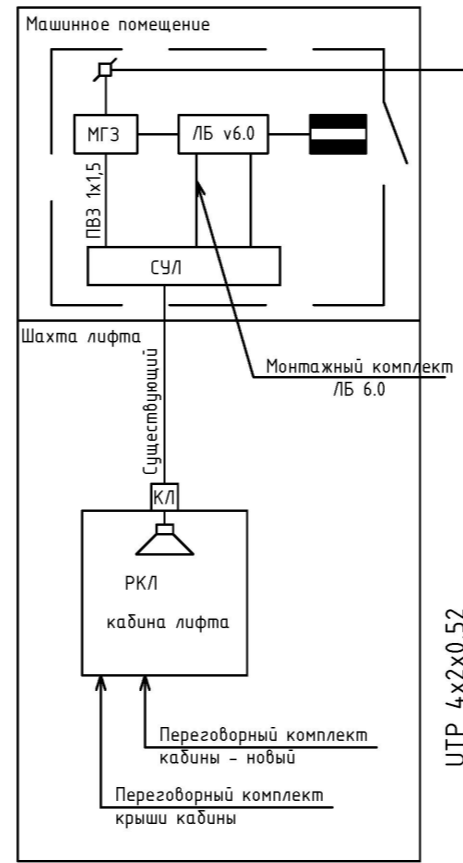 Машинное помещение
МГЗ
ЛБ v6.0
ПВЗ 1x1,5
СУЛ
Шахта лифта
Монтажный комплект
ЛБ 6.0
Существующий
КЛ
РКЛ
кабина лифта
UTP 4x2x0,52
Переговорный комплект
кабины - новый
Переговорный комплект
крыши кабины